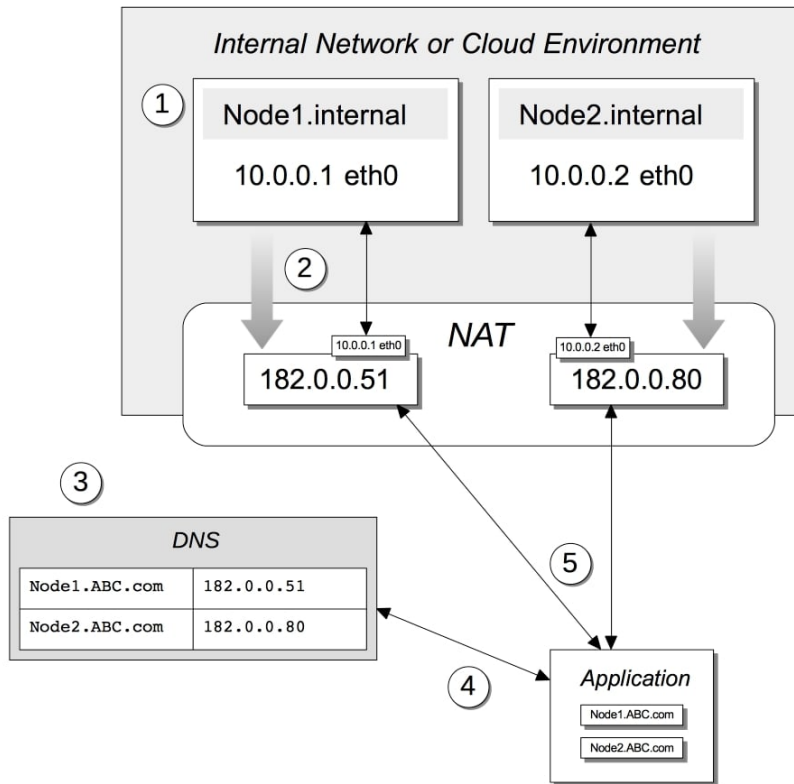 Internal Network or Cloud Environment
1
Node1.internal
10.0.0.1 eth0
Node2.internal
10.0.0.2 eth0
2
NAT
10.0.0.1 eth0
182.0.0.51
10.0.0.2 eth0
182.0.0.80
3
DNS
Node1.ABC.com 182.0.0.51
Node2.ABC.com 182.0.0.80
4
5
Application
Node1.ABC.com
Node2.ABC.com